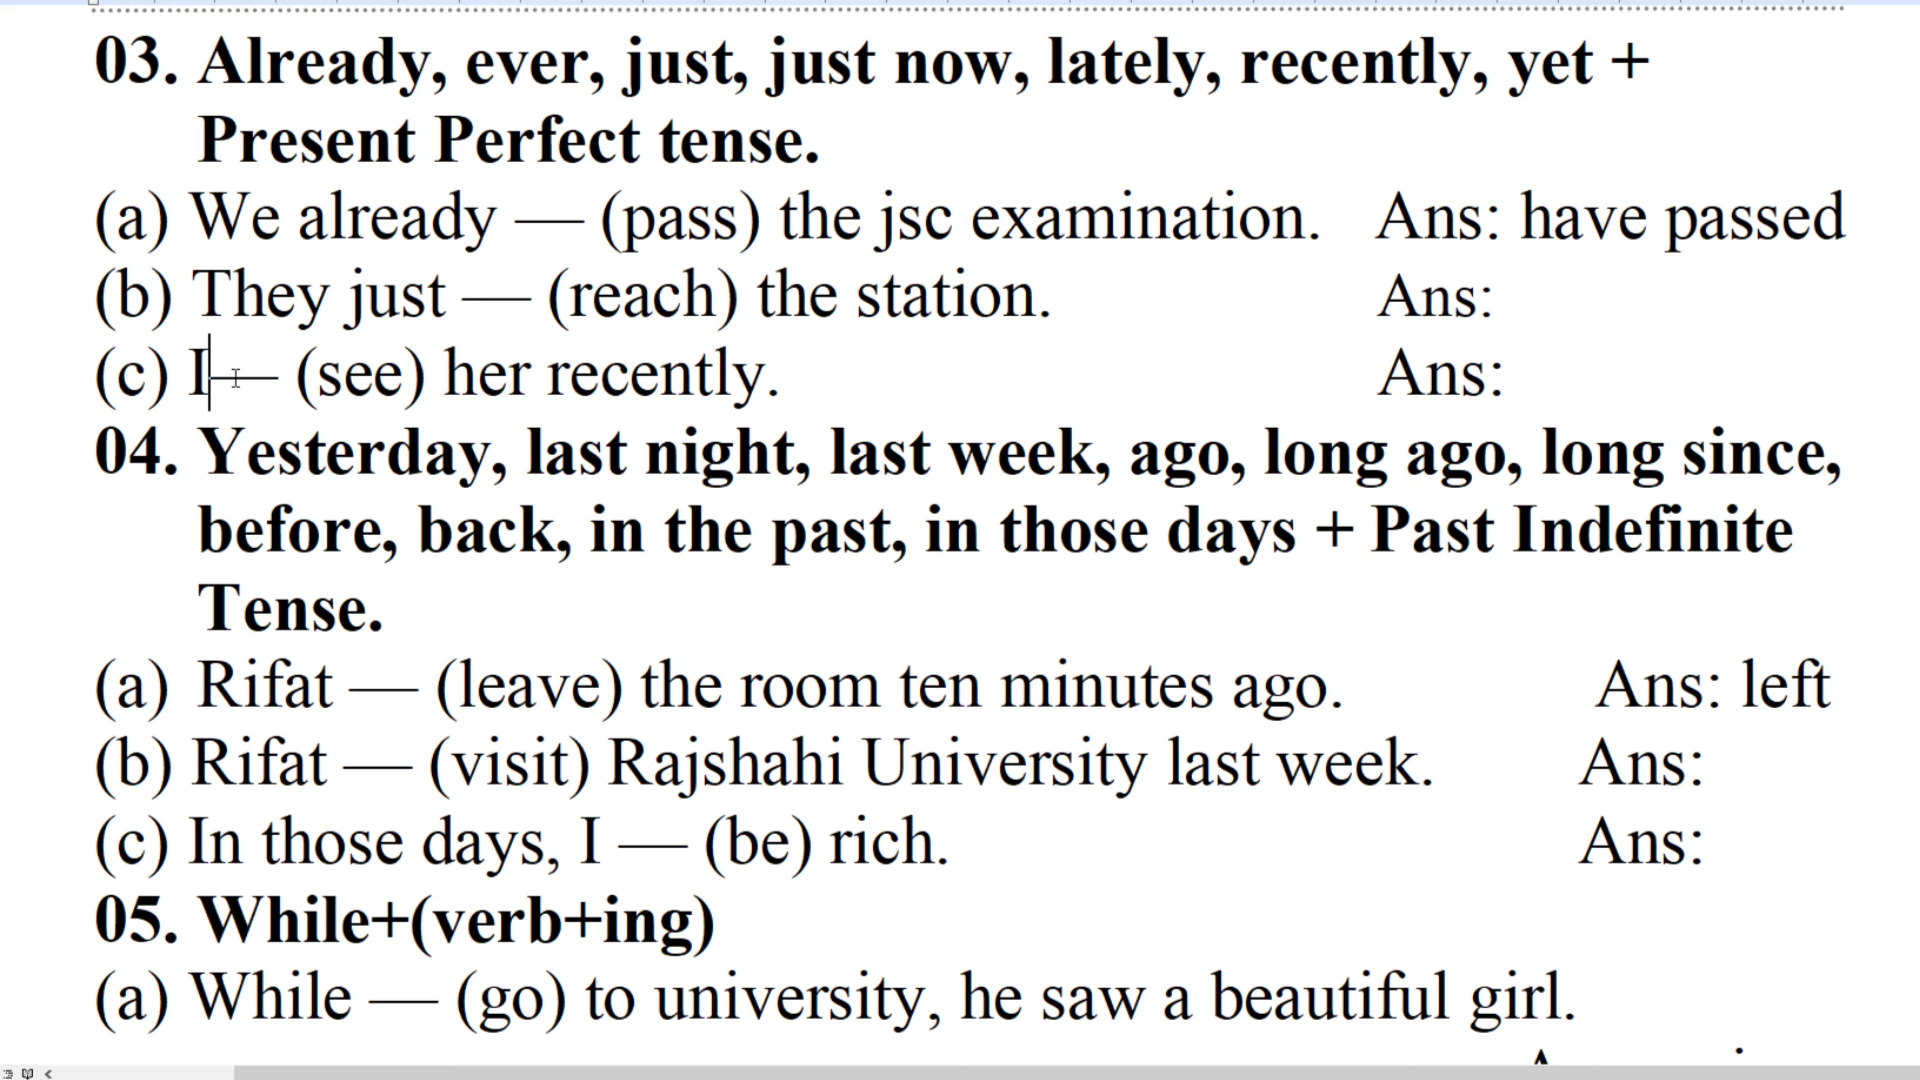 03. Already, ever, just, just now, lately, recently, yet +
Present Perfect tense.
(a) We already — (pass) the jsc examination. Ans: have passed
(b) They just — (reach) the station. Ans:
(c) I — (see) her recently. Ans:
04. Yesterday, last night, last week, ago, long ago, long since,
before, back, in the past, in those days + Past Indefinite
Tense.
(a) Rifat — (leave) the room ten minutes ago. Ans: left
(b) Rifat — (visit) Rajshahi University last week. Ans:
(c) In those days, I — (be) rich. Ans:
05. While+(verb+ing)
(a) While — (go) to university, he saw a beautiful girl.